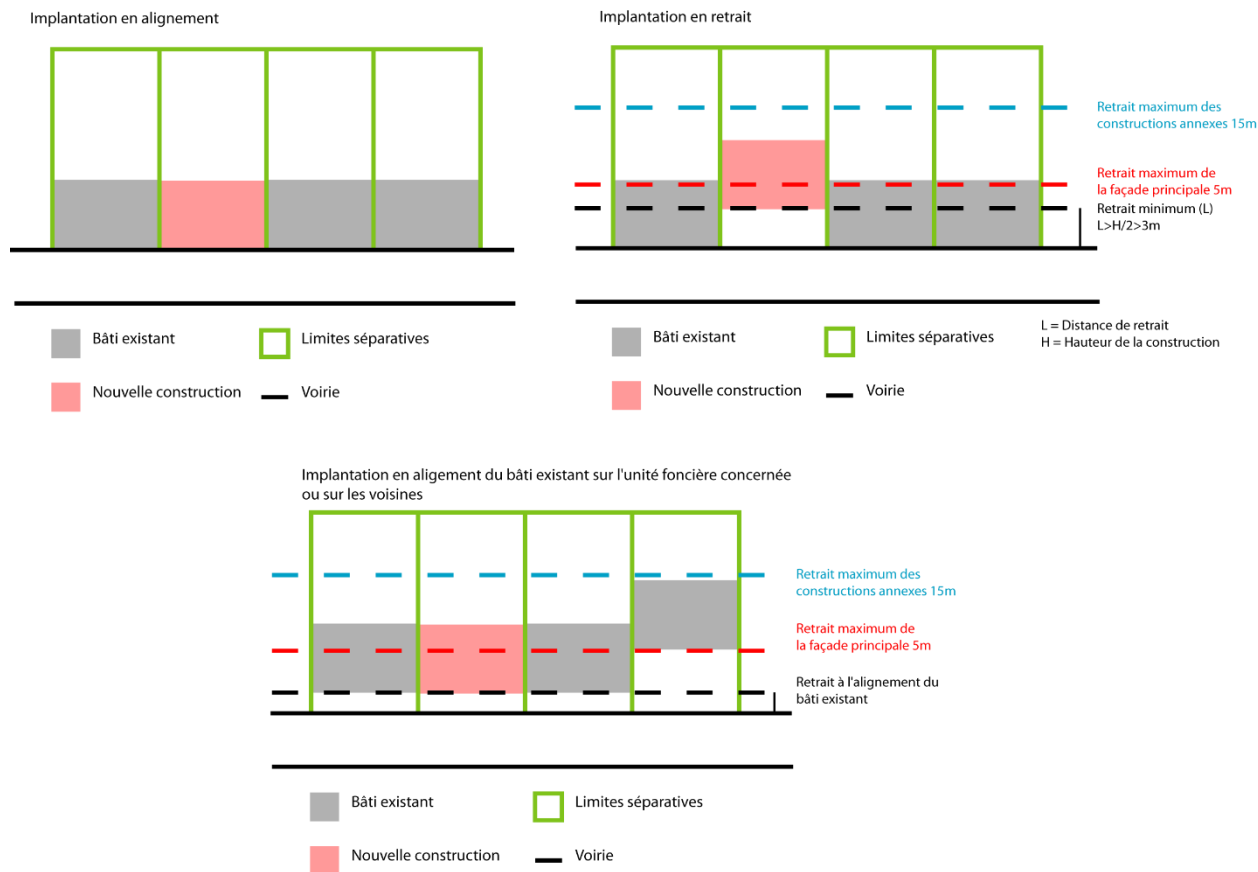 Implantation en alignement
Bâti existant
Limites séparatives
Nouvelle construction
Voirie
Implantation en retrait
Retrait maximum des
constructions annexes 15m
Retrait maximum de
la façade principale 5m
Retrait minimum (L)
L>H/2>3m
Bâti existant
Limites séparatives
L = Distance de retrait
H = Hauteur de la construction
Nouvelle construction
Voirie
Implantation en aligement du bâti existant sur l'unité foncière concernée
ou sur les voisines
Retrait maximum des
constructions annexes 15m
Retrait maximum de
la façade principale 5m
Retrait à l'alignement du
bâti existant
Bâti existant
Limites séparatives
Nouvelle construction
Voirie